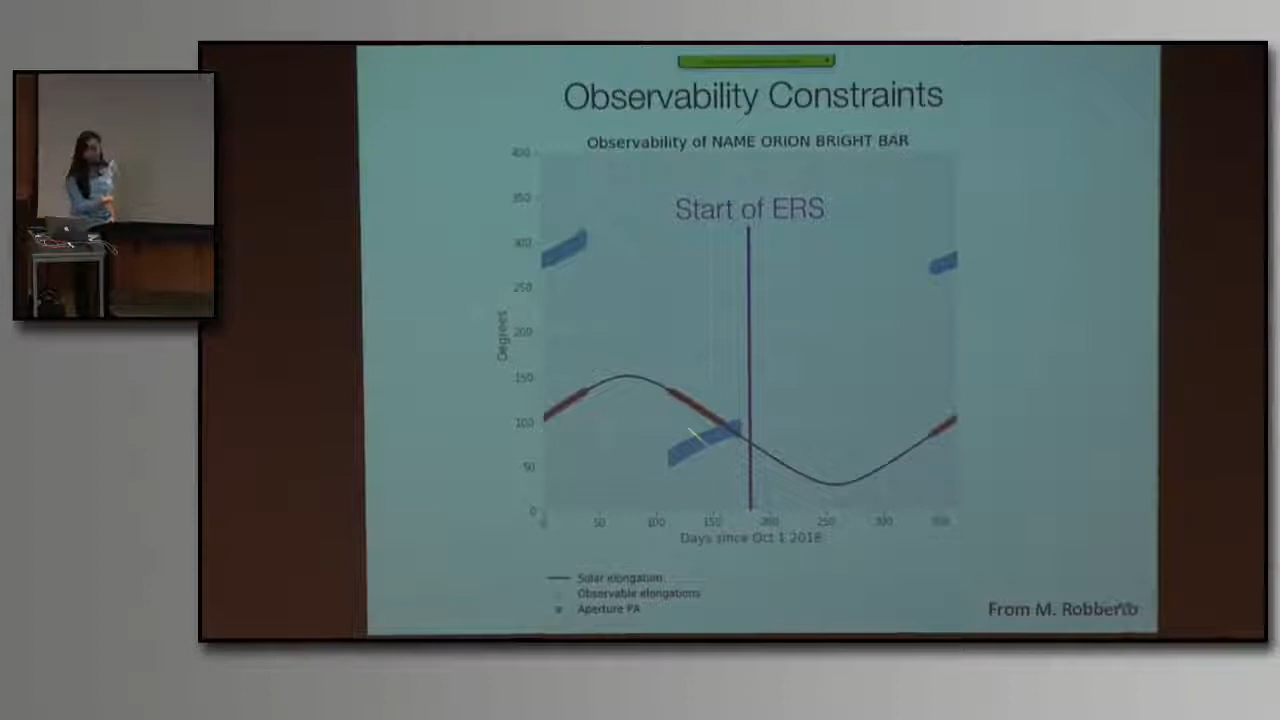 Observability Constraints
Observability of NAME ORION BRIGHT BAR
400
350
Start of ERS
300
250
200
Degrees
150
100
50
0
0 50 100 150 200 250 300 350
Days since Oct 1 2018
Solar elongation
Observable elongations
Aperture PA
From M. Robberto